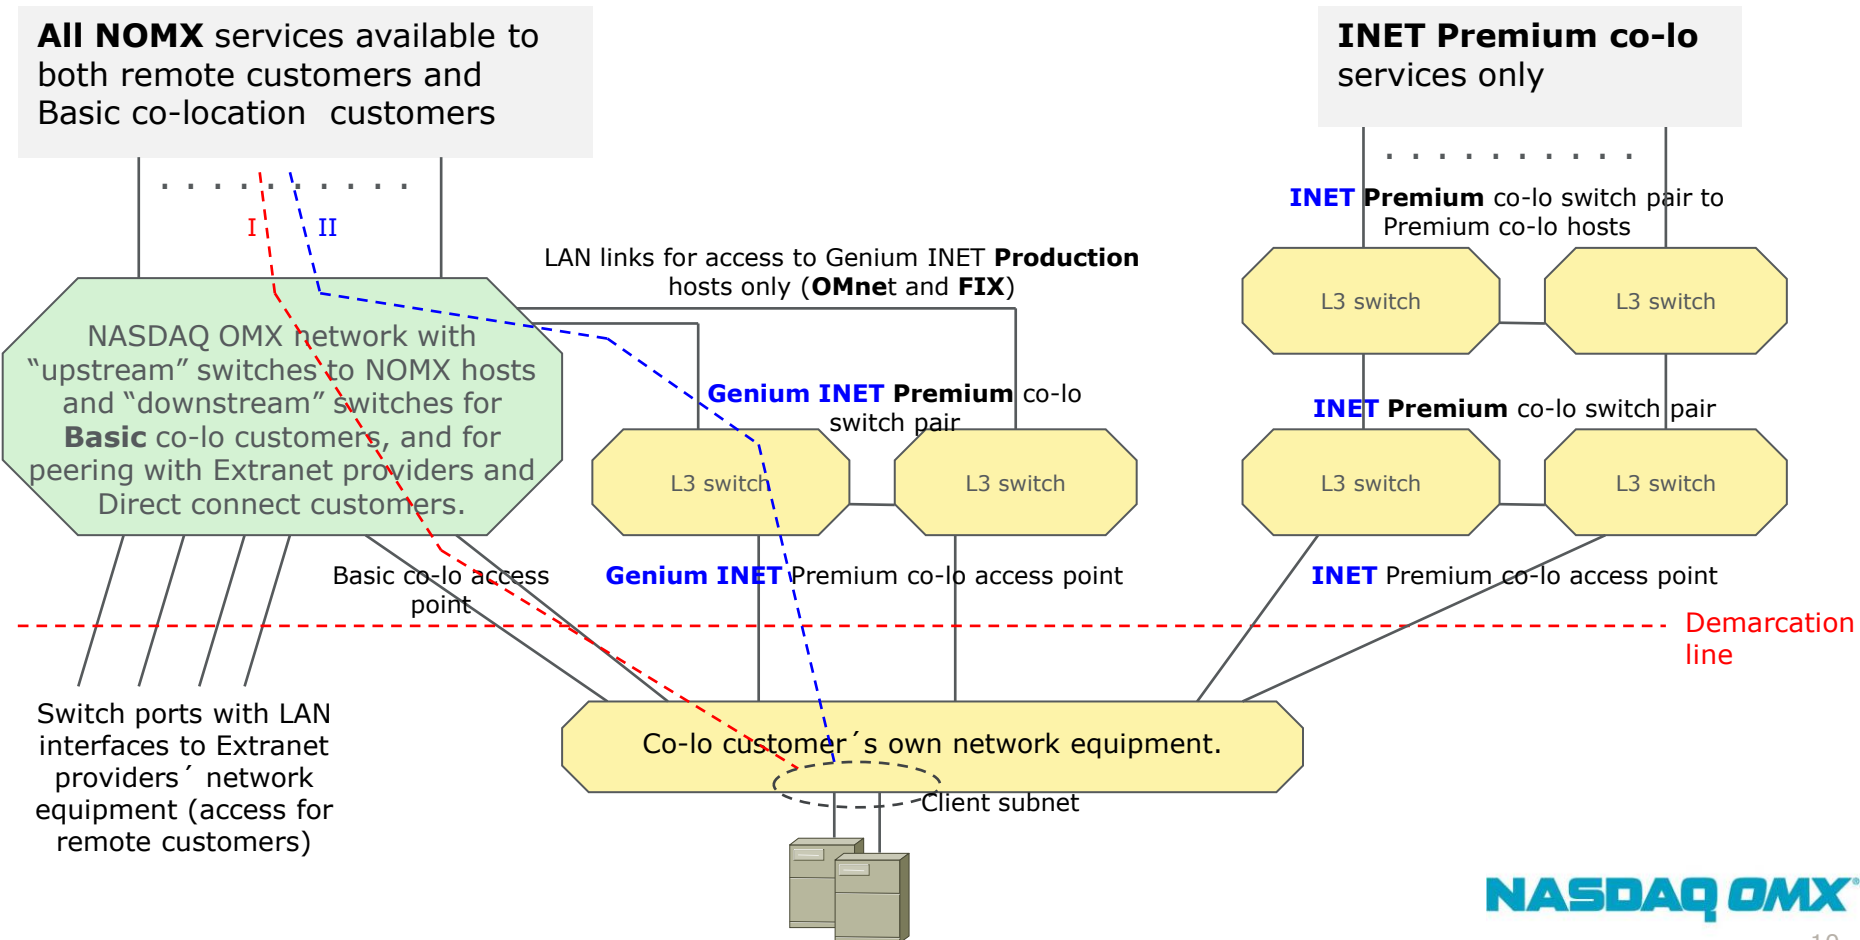 All NOMX services available to
both remote customers and
Basic co-location customers
INET Premium co-lo
services only
. . . . . . . . . .
. . . . . . . . . .
I
II
INET Premium co-lo switch pair to
Premium co-lo hosts
LAN links for access to Genium INET Production
hosts only (OMnet and FIX)
L3 switch
L3 switch
NASDAQ OMX network with
“upstream” switches to NOMX hosts
and “downstream” switches for
Basic co-lo customers, and for
peering with Extranet providers and
Direct connect customers.
Genium INET Premium co-lo
switch pair
INET Premium co-lo switch pair
L3 switch
L3 switch
L3 switch
L3 switch
Basic co-lo access
point
Genium INET Premium co-lo access point
INET Premium co-lo access point
Demarcation
line
Switch ports with LAN
interfaces to Extranet
providers´ network
equipment (access for
remote customers)
Co-lo customer´s own network equipment.
Client subnet
NASDAQ OMX®